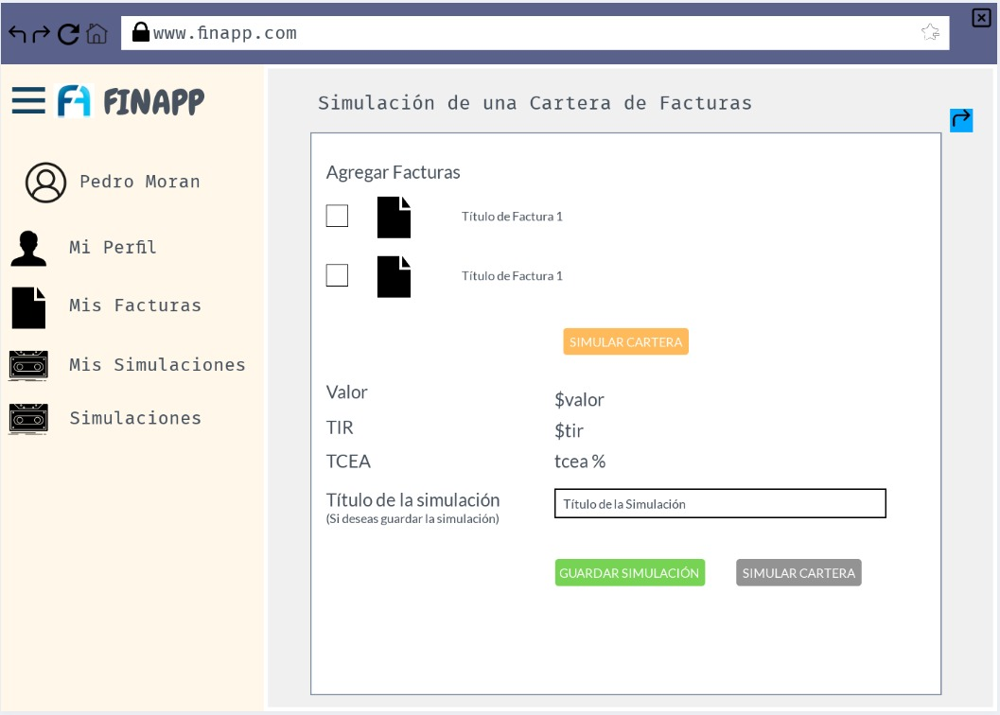 www.finapp.com
FA FINAPP
Simulación de una Cartera de Facturas
Pedro Moran
Mi Perfil
Mis Facturas
Mis Simulaciones
Simulaciones
Agregar Facturas
Título de Factura 1
Título de Factura 1
SIMULAR CARTERA
Valor $valor
TIR $tir
TCEA tcea %
Título de la simulación
(Si deseas guardar la simulación)
Título de la Simulación
GUARDAR SIMULACIÓN SIMULAR CARTERA